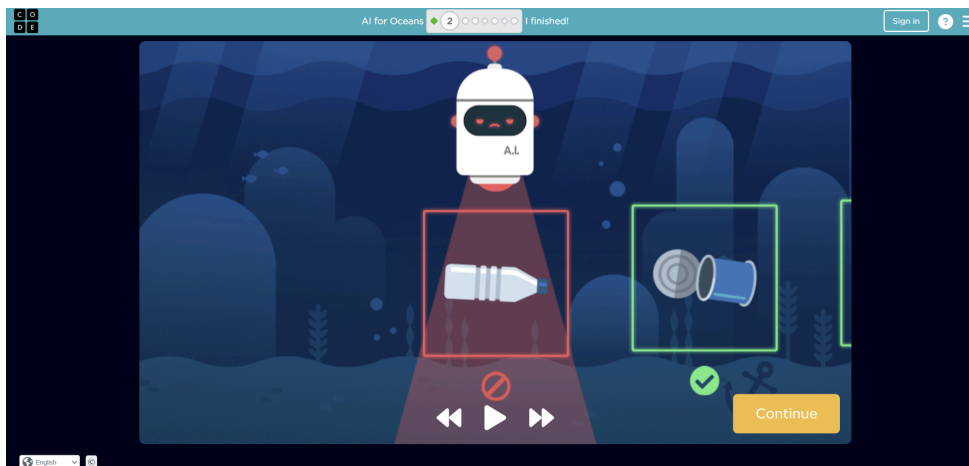 C O
D E
AI for Oceans 2 I finished!
Sign in ?
A.I.
Continue
English ©